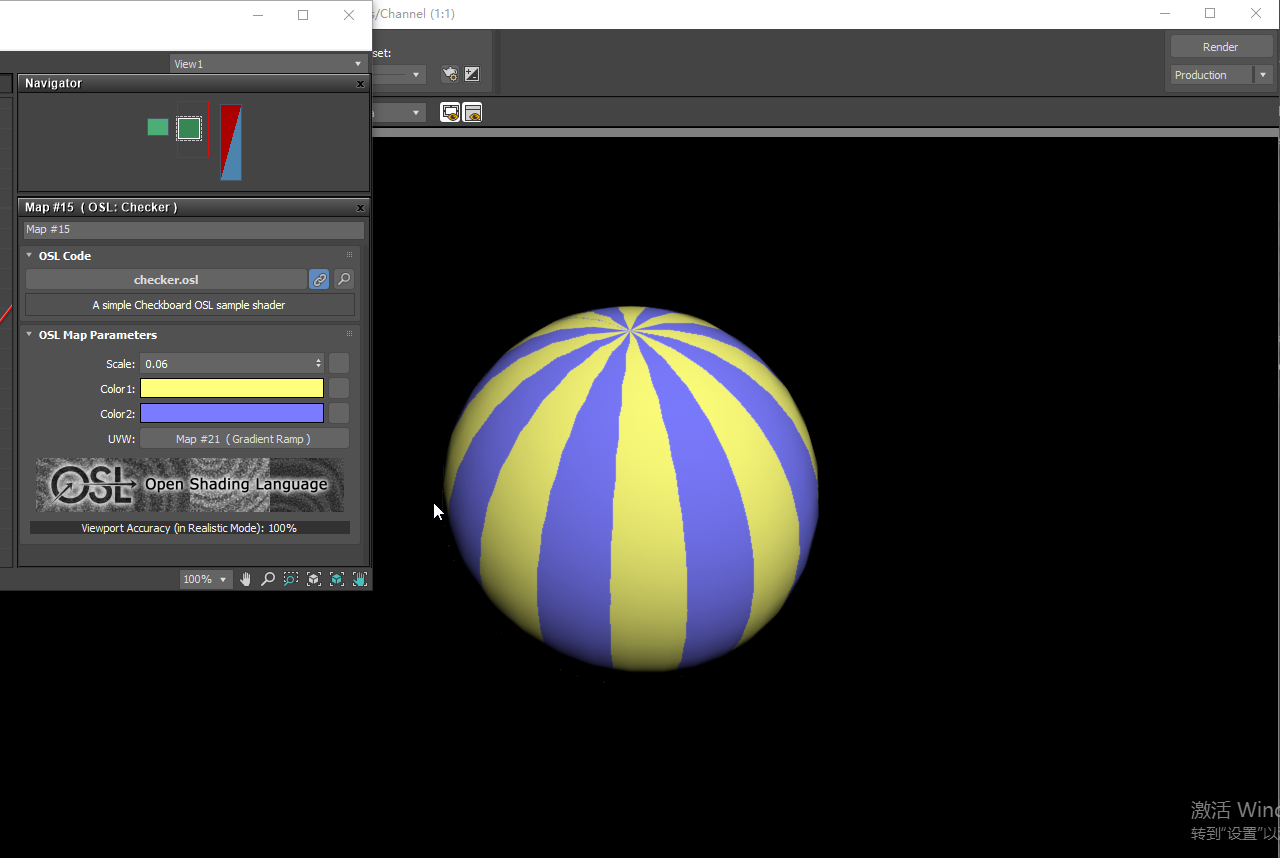 s/Channel (1:1)
set:
Render
View1
Production
Navigator
Map #15 ( OSL: Checker )
Map #15
OSL Code
checker.osl
A simple Checkboard OSL sample shader
OSL Map Parameters
Scale: 0.06
Color1:
Color2:
UVW: Map #21 ( Gradient Ramp )
OSL Open Shading Language
Viewport Accuracy (in Realistic Mode): 100%
100%
激活 Wind
转到“设置”以